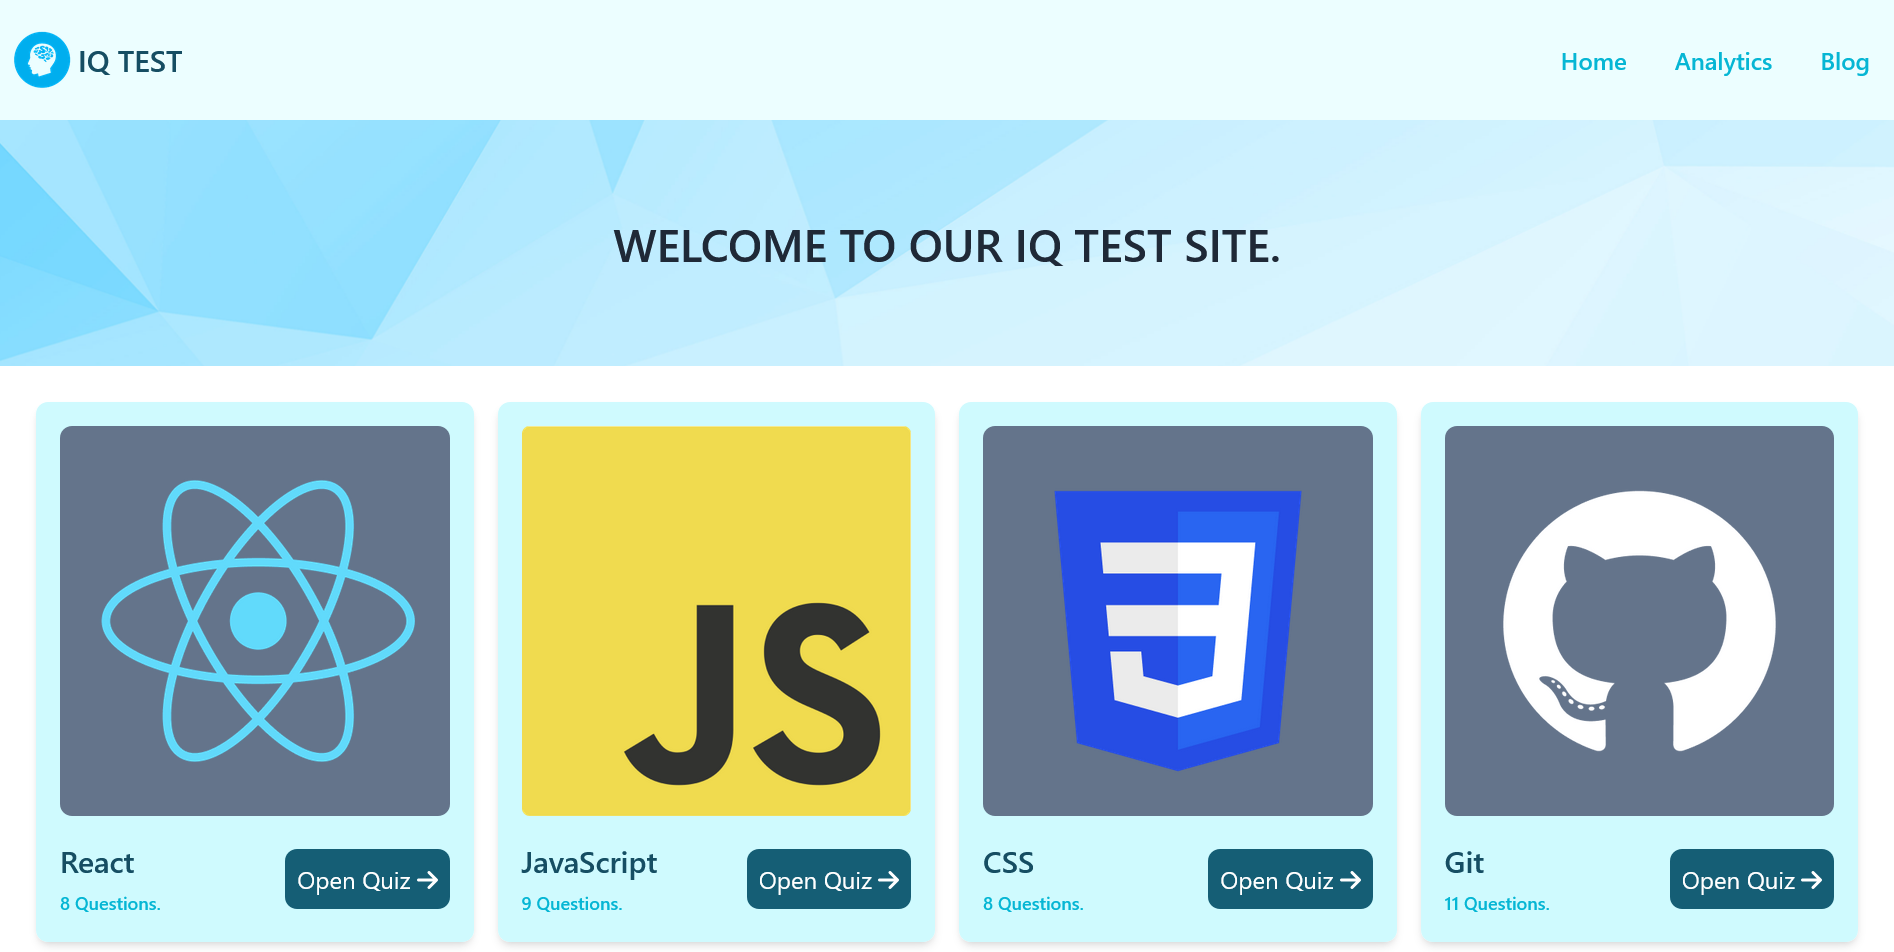 IQ TEST
Home
Analytics
Blog
WELCOME TO OUR IQ TEST SITE.
JS
React
8 Questions.
Open Quiz
JavaScript
9 Questions.
Open Quiz
CSS
8 Questions.
Open Quiz
Git
11 Questions.
Open Quiz